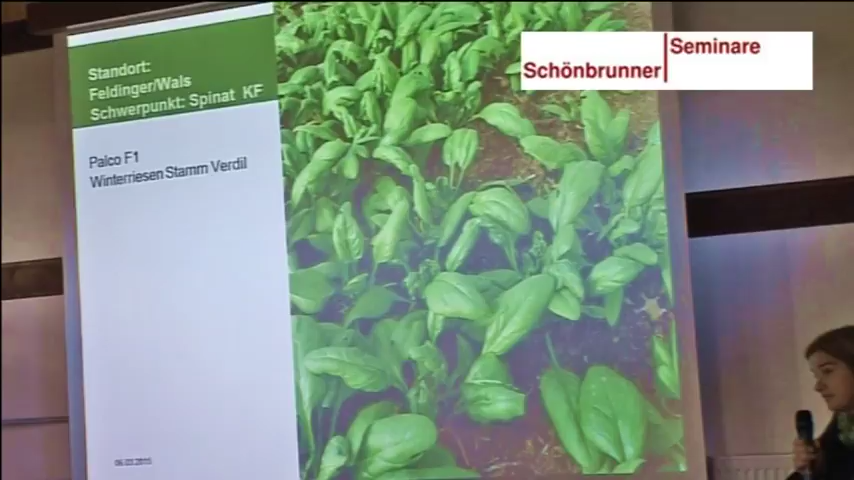 Standort:
Feldinger/Wals
Schwerpunkt: Spinat KF
Palco F1
Winterriesen Stamm Verdil
Schönbrunner Seminare